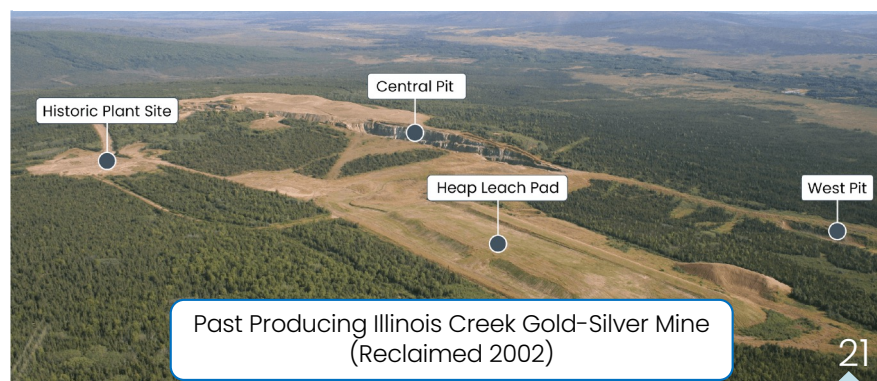 Central Pit
Historic Plant Site
Heap Leach Pad
West Pit
Past Producing Illinois Creek Gold-Silver Mine
(Reclaimed 2002)
21